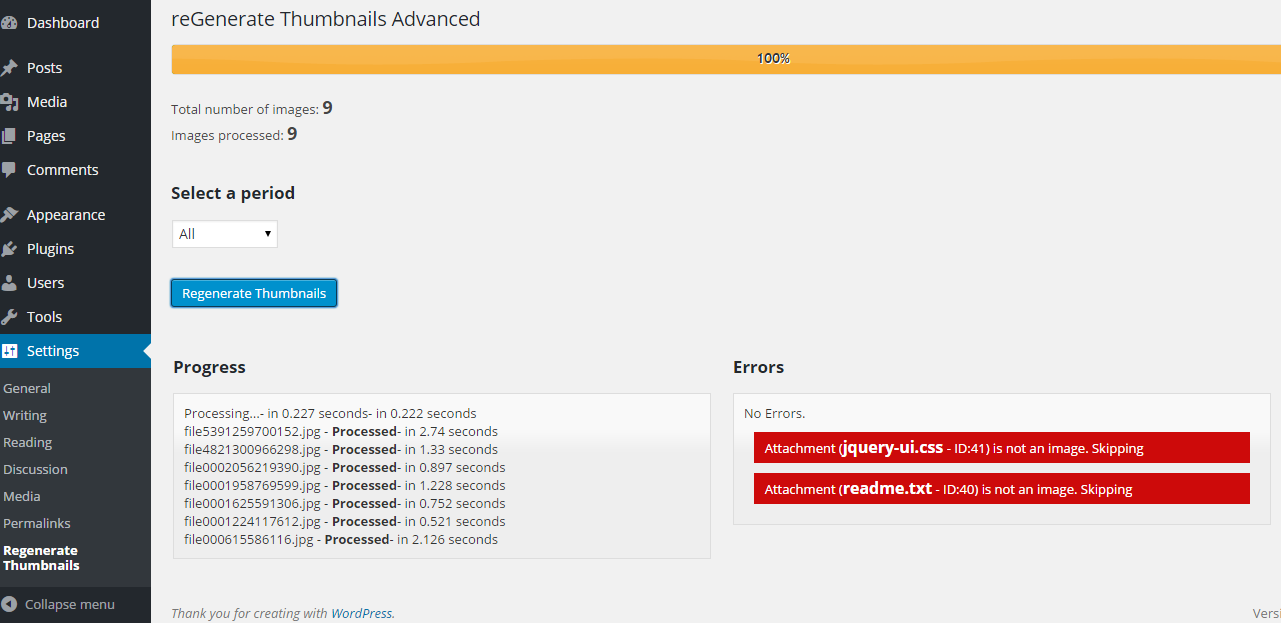 Dashboard
Posts
Media
Pages
Comments
Appearance
Plugins
Users
Tools
Settings
General
Writing
Reading
Discussion
Media
Permalinks
Regenerate
Thumbnails
Collapse menu
reGenerate Thumbnails Advanced
100%
Total number of images: 9
Images processed: 9
Select a period
All
Regenerate Thumbnails
Progress
Processing...- in 0.227 seconds- in 0.222 seconds
file5391259700152.jpg - Processed- in 2.74 seconds
file4821300966298.jpg - Processed- in 1.33 seconds
file0002056219390.jpg - Processed- in 0.897 seconds
file0001958769599.jpg - Processed- in 1.228 seconds
file0001625591306.jpg - Processed- in 0.752 seconds
file0001224117612.jpg - Processed- in 0.521 seconds
file000615586116.jpg - Processed- in 2.126 seconds
Errors
No Errors.
Attachment (jquery-ui.css - ID:41) is not an image. Skipping
Attachment (readme.txt - ID:40) is not an image. Skipping
Thank you for creating with WordPress.
Versi